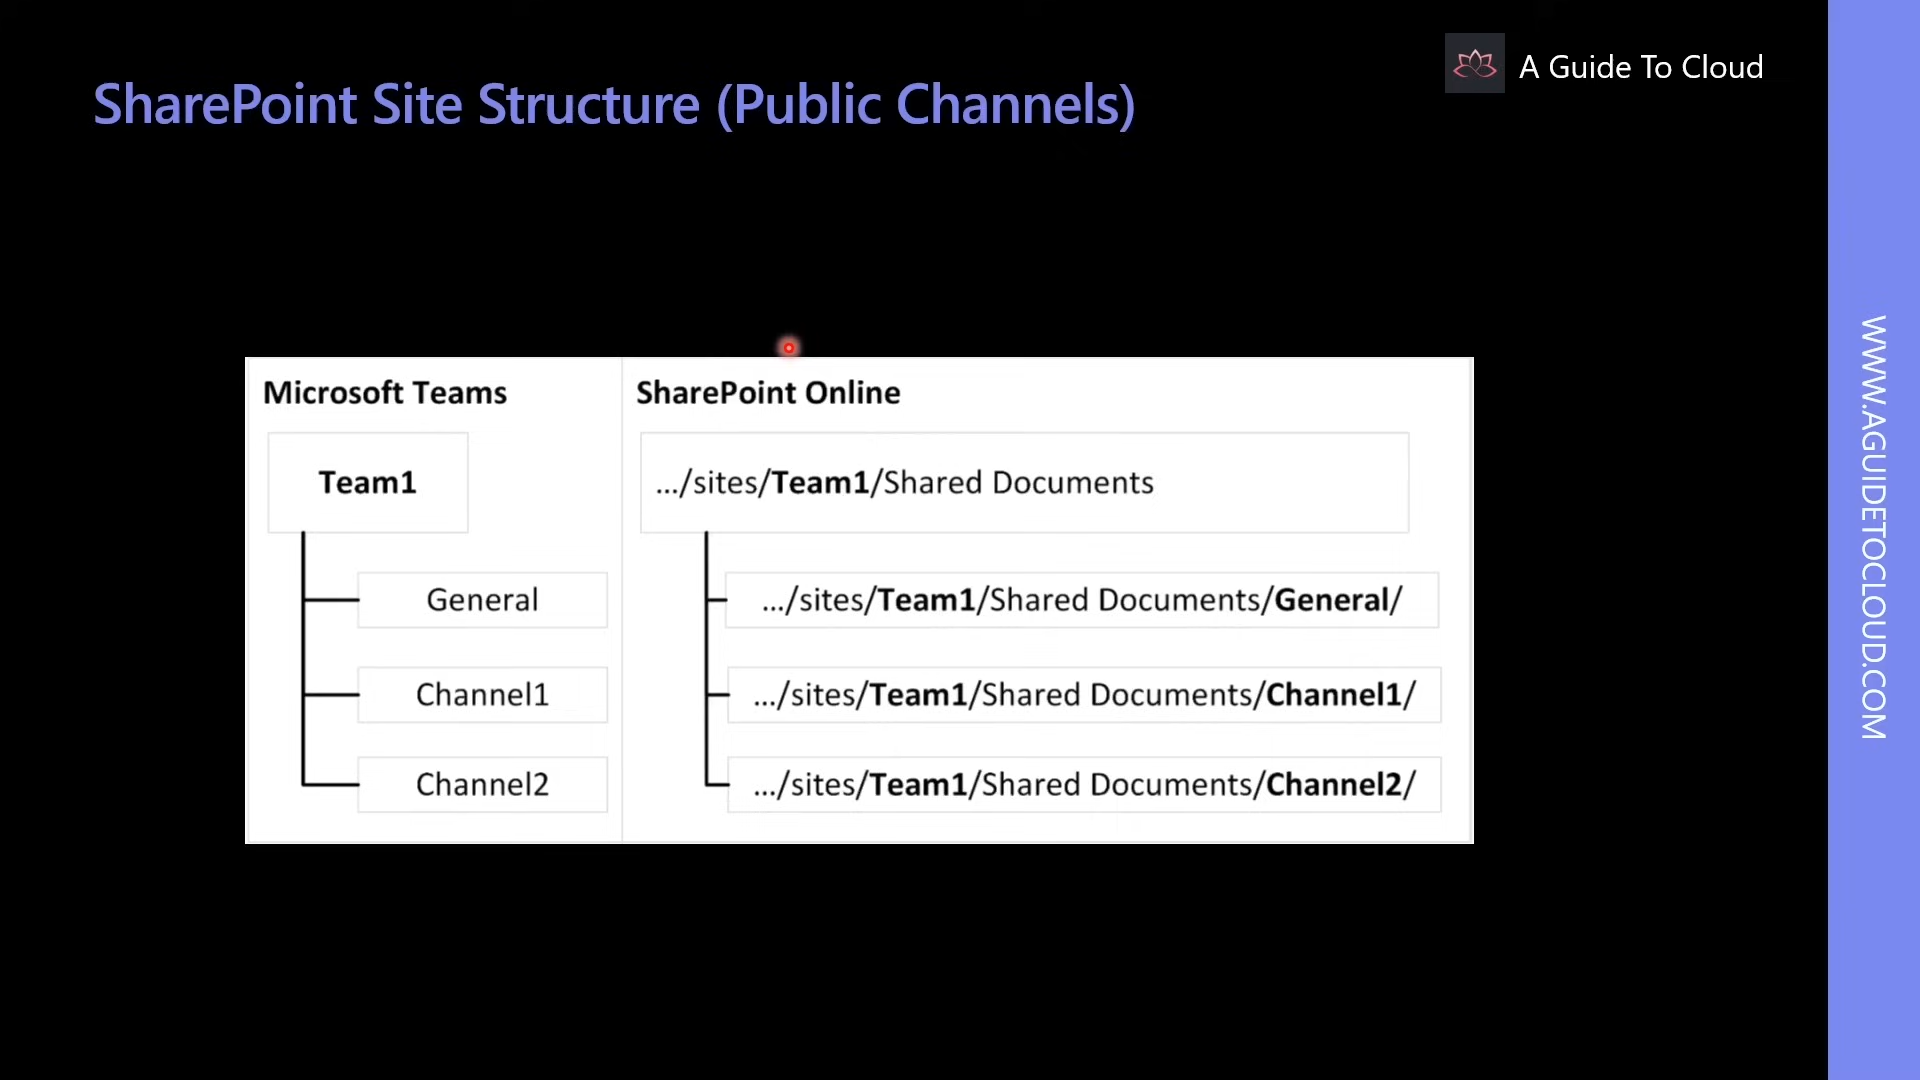 SharePoint Site Structure (Public Channels)
A Guide To Cloud
Microsoft Teams
Team1
General
Channel1
Channel2
SharePoint Online
.../sites/Team1/Shared Documents
.../sites/Team1/Shared Documents/General/
.../sites/Team1/Shared Documents/Channel1/
.../sites/Team1/Shared Documents/Channel2/
WWW.AGUIDETOCLOUD.COM